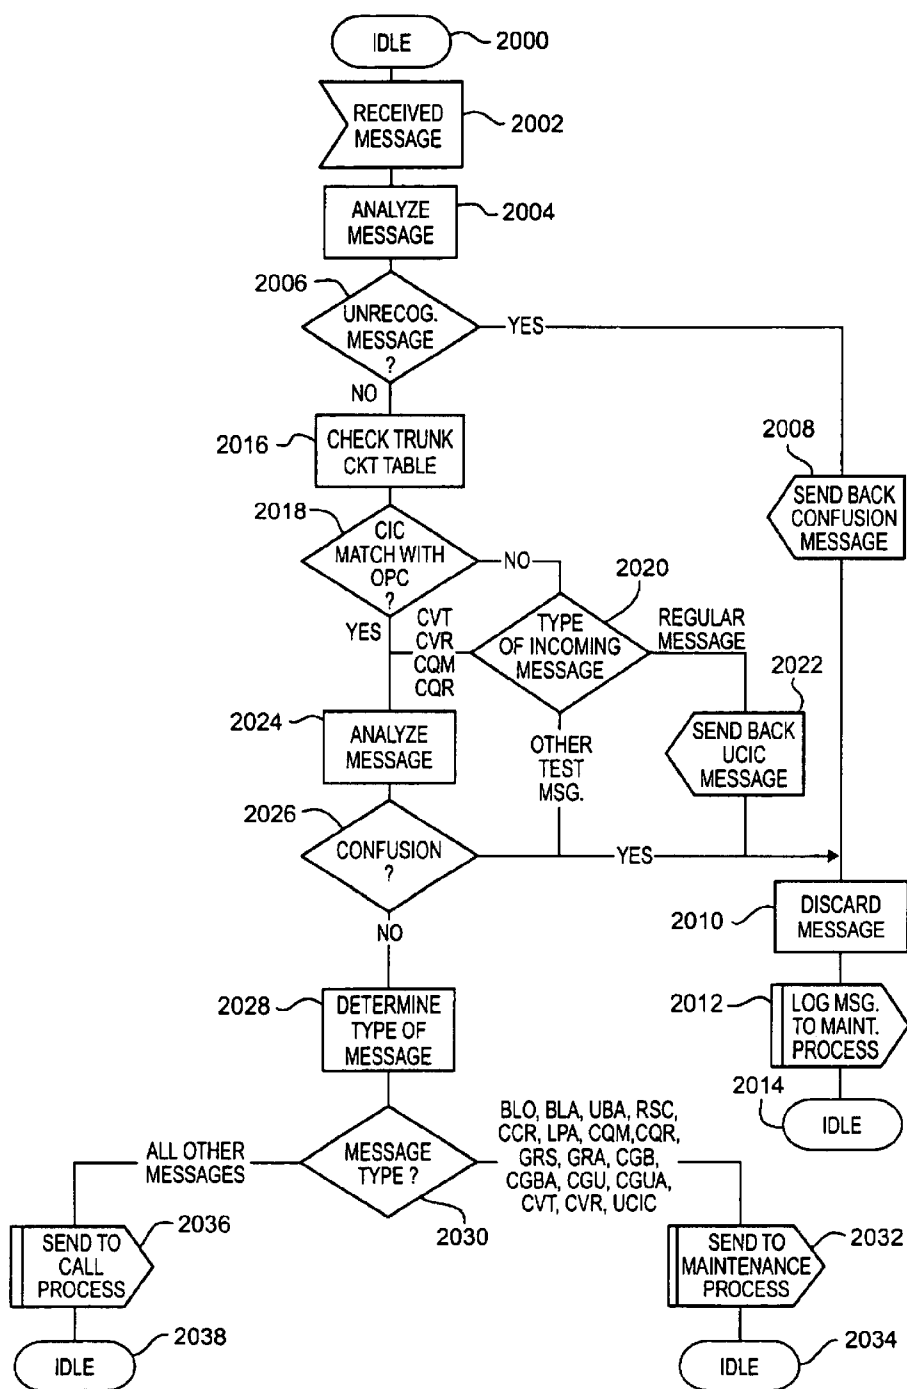 IDLE
2000
RECEIVED
MESSAGE
2002
ANALYZE
MESSAGE
2004
2006
UNRECOG.
MESSAGE
?
YES
NO
2016
CHECK TRUNK
CKT TABLE
2008
SEND BACK
CONFUSION
MESSAGE
2018
CIC
MATCH WITH
OPC
?
NO
YES
2020
TYPE
OF INCOMING
MESSAGE
CVT
CVR
CQM
CQR
REGULAR
MESSAGE
2022
SEND BACK
UCIC
MESSAGE
OTHER
TEST
MSG.
2024
ANALYZE
MESSAGE
2026
CONFUSION
?
YES
NO
2010
DISCARD
MESSAGE
2012
LOG MSG.
TO MAINT.
PROCESS
2014
IDLE
2028
DETERMINE
TYPE OF
MESSAGE
MESSAGE
TYPE ?
2030
ALL OTHER
MESSAGES
BLO, BLA, UBA, RSC,
CCR, LPA, CQM,CQR,
GRS, GRA, CGB,
CGBA, CGU, CGUA,
CVT, CVR, UCIC
2036
SEND TO
CALL
PROCESS
2032
SEND TO
MAINTENANCE
PROCESS
2038
IDLE
2034
IDLE